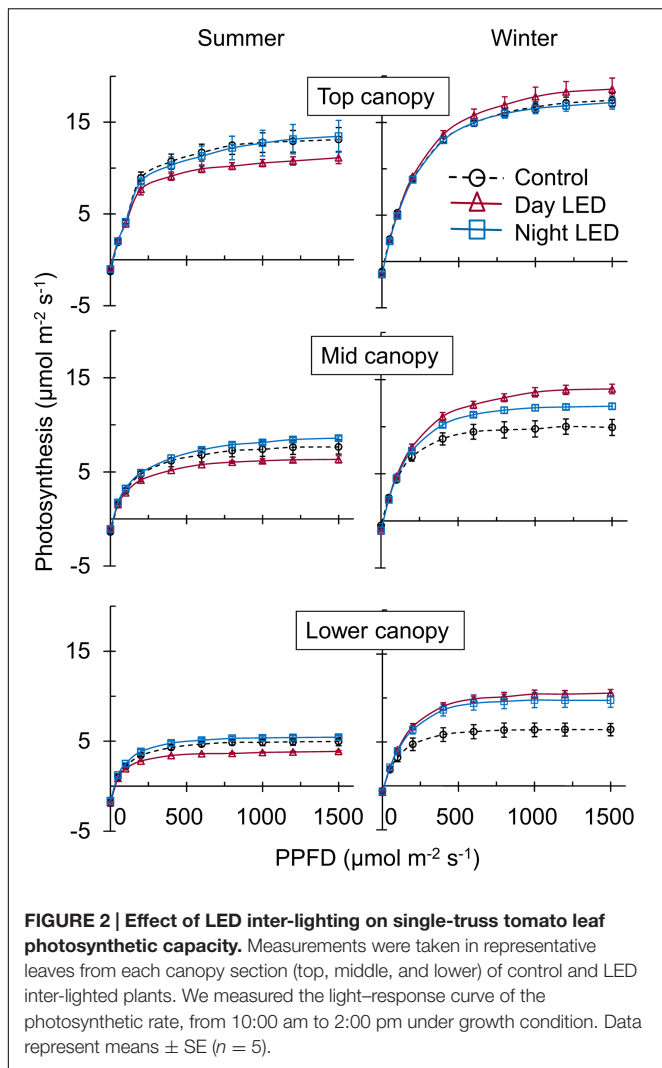 Summer
Winter
Top canopy
15
5
-5
Control
Day LED
Night LED
Mid canopy
15
5
-5
Photosynthesis (µmol m-2 s-1)
Lower canopy
15
5
-5
0 500 1000 1500
0 500 1000 1500
PPFD (µmol m-2 s-1)
FIGURE 2 | Effect of LED inter-lighting on single-truss tomato leaf
photosynthetic capacity. Measurements were taken in representative
leaves from each canopy section (top, middle, and lower) of control and LED
inter-lighted plants. We measured the light–response curve of the
photosynthetic rate, from 10:00 am to 2:00 pm under growth condition. Data
represent means ± SE (n = 5).